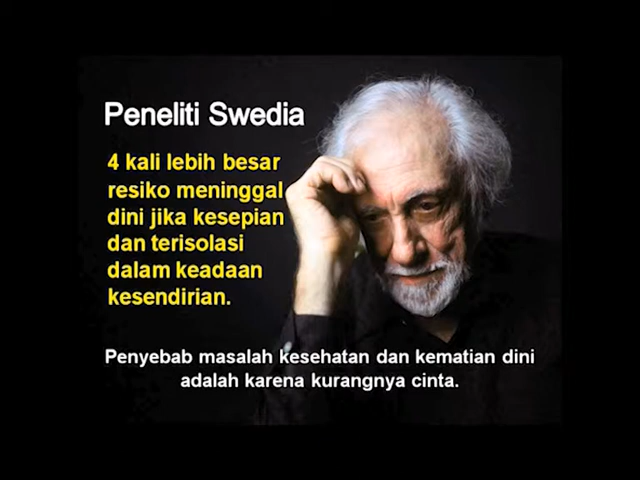 Peneliti Swedia
4 kali lebih besar
resiko meninggal
dini jika kesepian
dan terisolasi
dalam keadaan
kesendirian.
Penyebab masalah kesehatan dan kematian dini
adalah karena kurangnya cinta.